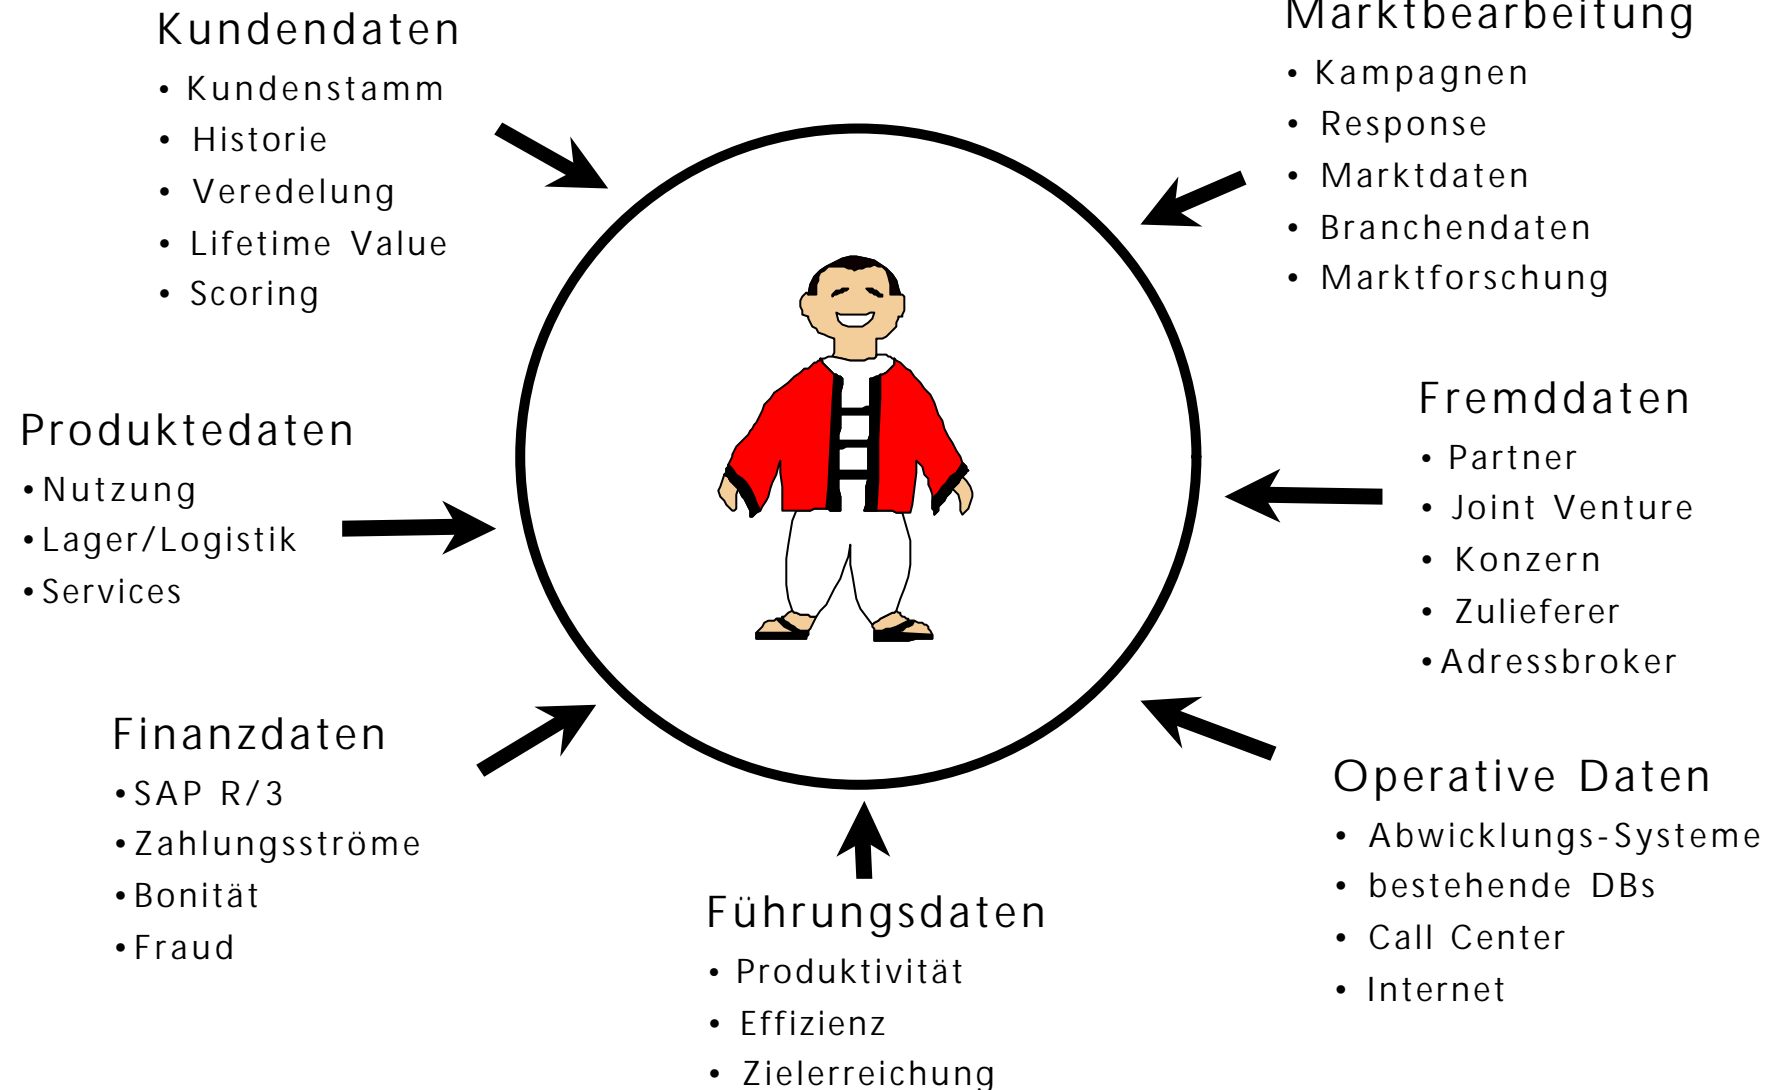 Kundendaten
• Kundenstamm
• Historie
• Veredelung
• Lifetime Value
• Scoring
Marktbearbeitung
• Kampagnen
• Response
• Marktdaten
• Branchendaten
• Marktforschung
Produktedaten
• Nutzung
• Lager/Logistik
• Services
Fremddaten
• Partner
• Joint Venture
• Konzern
• Zulieferer
• Adressbroker
Finanzdaten
• SAP R/3
• Zahlungsströme
• Bonität
• Fraud
Führungsdaten
• Produktivität
• Effizienz
• Zielerreichung
Operative Daten
• Abwicklungs-Systeme
• bestehende DBs
• Call Center
• Internet